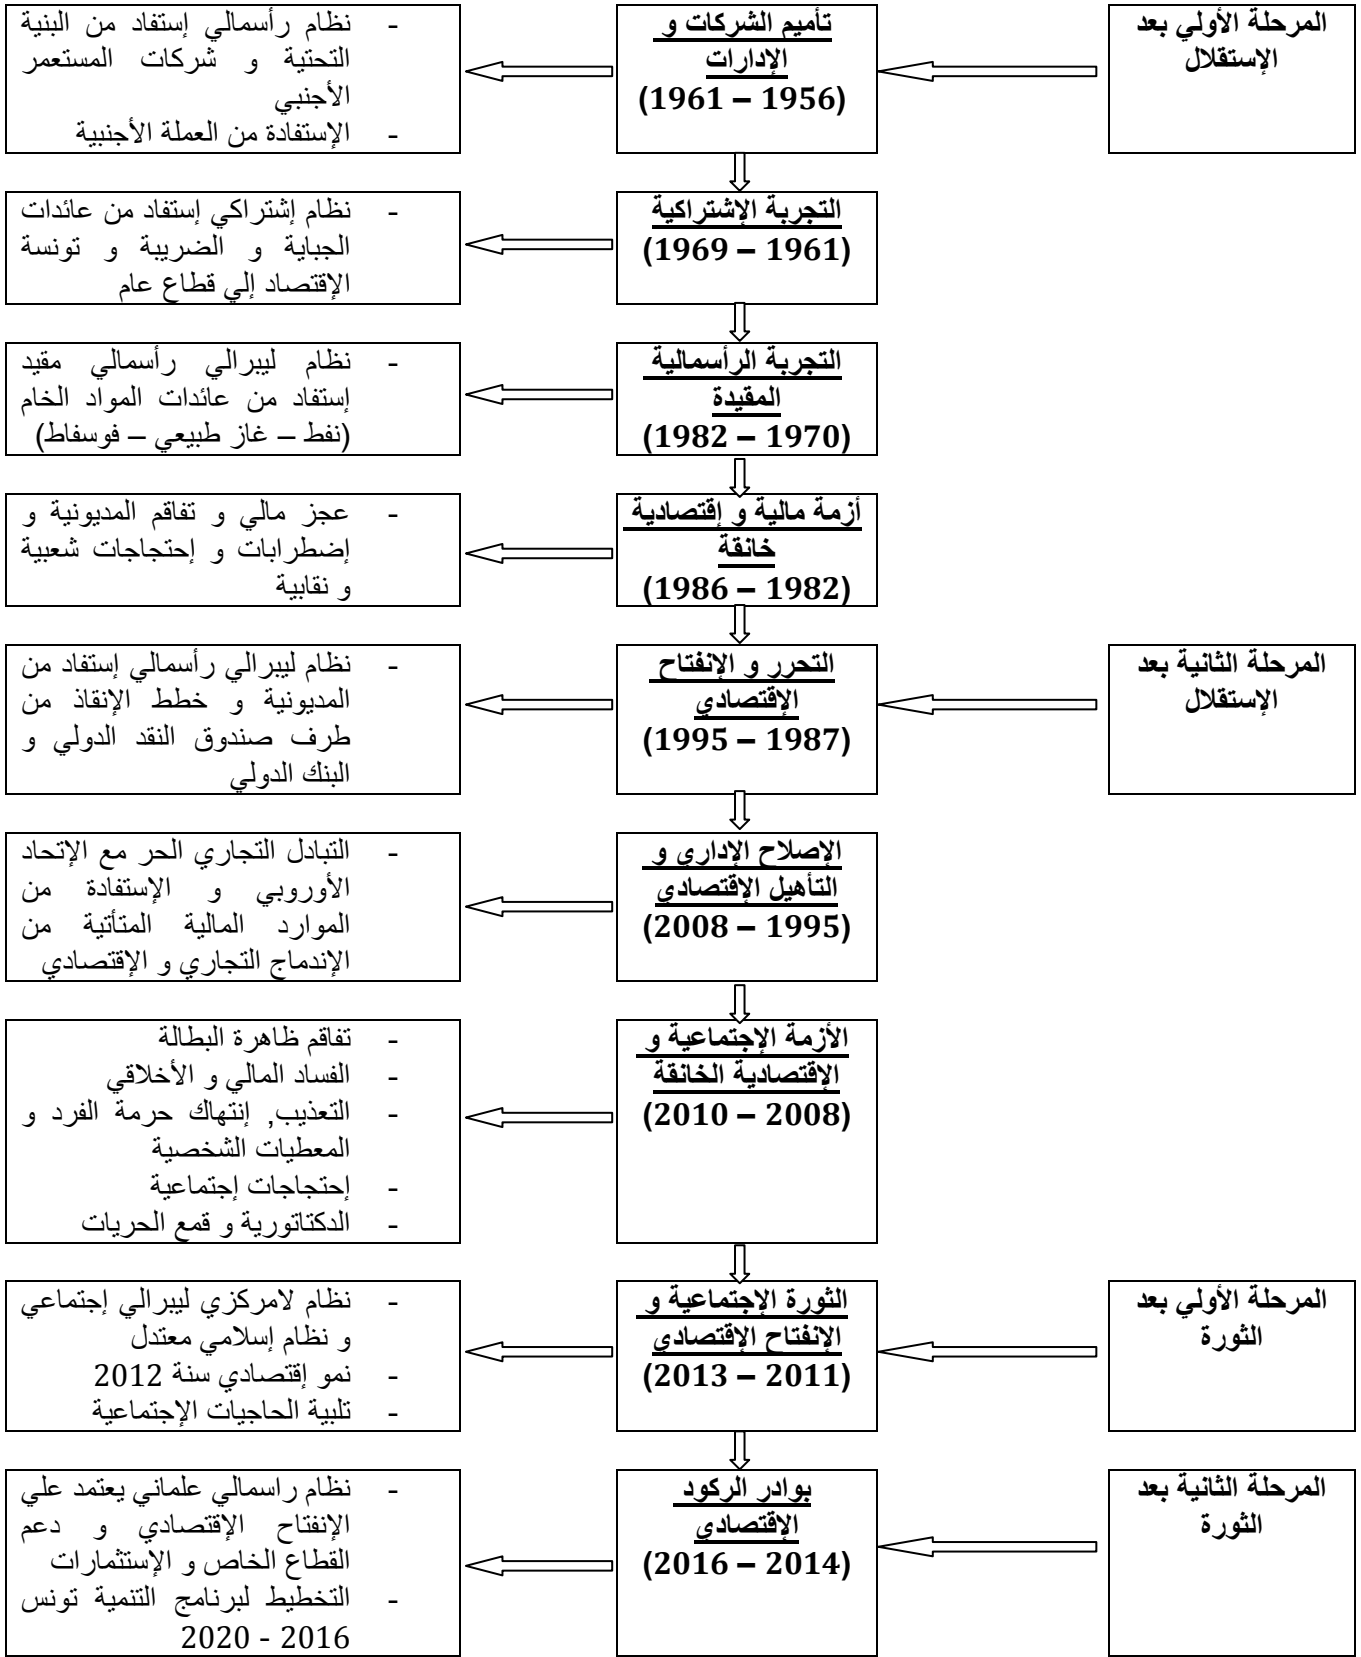 المرحلة الأولي بعد
الإستقلال
تأميم الشركات و
الإدارات
(1956 – 1961)
- نظام رأسمالي إستفاد من البنية
التحتية و شركات المستعمر
الأجنبي
- الإستفادة من العملة الأجنبية
التجربة الإشتراكية
(1961 – 1969)
- نظام إشتراكي إستفاد من عائدات
الجباية و الضريبة و تونسة
الإقتصاد إلي قطاع عام
التجربة الرأسمالية
المقيدة
(1970 – 1982)
- نظام ليبرالي رأسمالي مقيد
إستفاد من عائدات المواد الخام
(نفط – غاز طبيعي – فوسفاط)
أزمة مالية و إقتصادية
خانقة
(1982 – 1986)
- عجز مالي و تفاقم المديونية و
إضطرابات و إحتجاجات شعبية
و نقابية
المرحلة الثانية بعد
الإستقلال
التحرر و الإنفتاح
الإقتصادي
(1987 – 1995)
- نظام ليبرالي رأسمالي إستفاد من
المديونية و خطط الإنقاذ من
طرف صندوق النقد الدولي و
البنك الدولي
الإصلاح الإداري و
التأهيل الإقتصادي
(1995 – 2008)
- التبادل التجاري الحر مع الإتحاد
الأوروبي و الإستفادة من
الموارد المالية المتأتية من
الإندماج التجاري و الإقتصادي
الأزمة الإجتماعية و
الإقتصادية الخانقة
(2008 – 2010)
- تفاقم ظاهرة البطالة
- الفساد المالي و الأخلاقي
- التعذيب, إنتهاك حرمة الفرد و
المعطيات الشخصية
- إحتجاجات إجتماعية
- الدكتاتورية و قمع الحريات
المرحلة الأولي بعد
الثورة
الثورة الإجتماعية و
الإنفتاح الإقتصادي
(2011 – 2013)
- نظام لامركزي ليبرالي إجتماعي
و نظام إسلامي معتدل
- نمو إقتصادي سنة 2012
- تلبية الحاجيات الإجتماعية
المرحلة الثانية بعد
الثورة
بوادر الركود
الإقتصادي
(2014 – 2016)
- نظام راسمالي علماني يعتمد علي
الإنفتاح الإقتصادي و دعم
القطاع الخاص و الإستثمارات
- التخطيط لبرنامج التنمية تونس
2016 - 2020